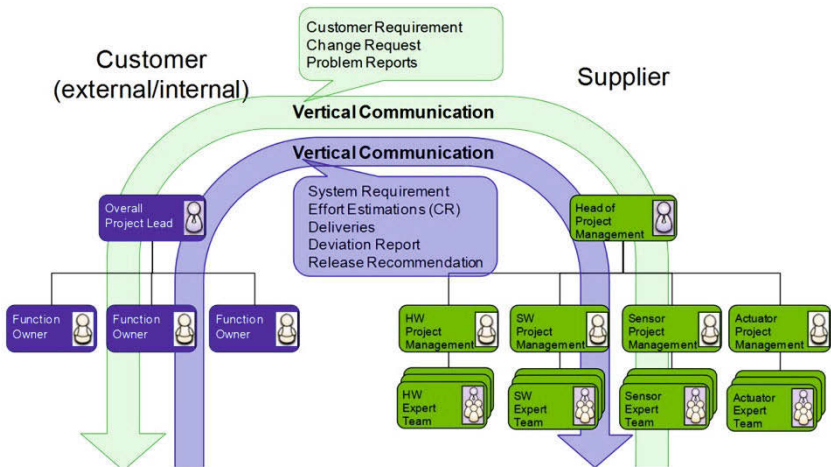 Customer
(external/internal)
Customer Requirement
Change Request
Problem Reports
Supplier
Vertical Communication
Vertical Communication
System Requirement
Effort Estimations (CR)
Deliveries
Deviation Report
Release Recommendation
Overall
Project Lead
Head of
Project
Management
Function
Owner
Function
Owner
Function
Owner
HW
Project
Management
SW
Project
Management
Sensor
Project
Management
Actuator
Project
Management
HW
Expert
Team
SW
Expert
Team
Sensor
Expert
Team
Actuator
Expert
Team